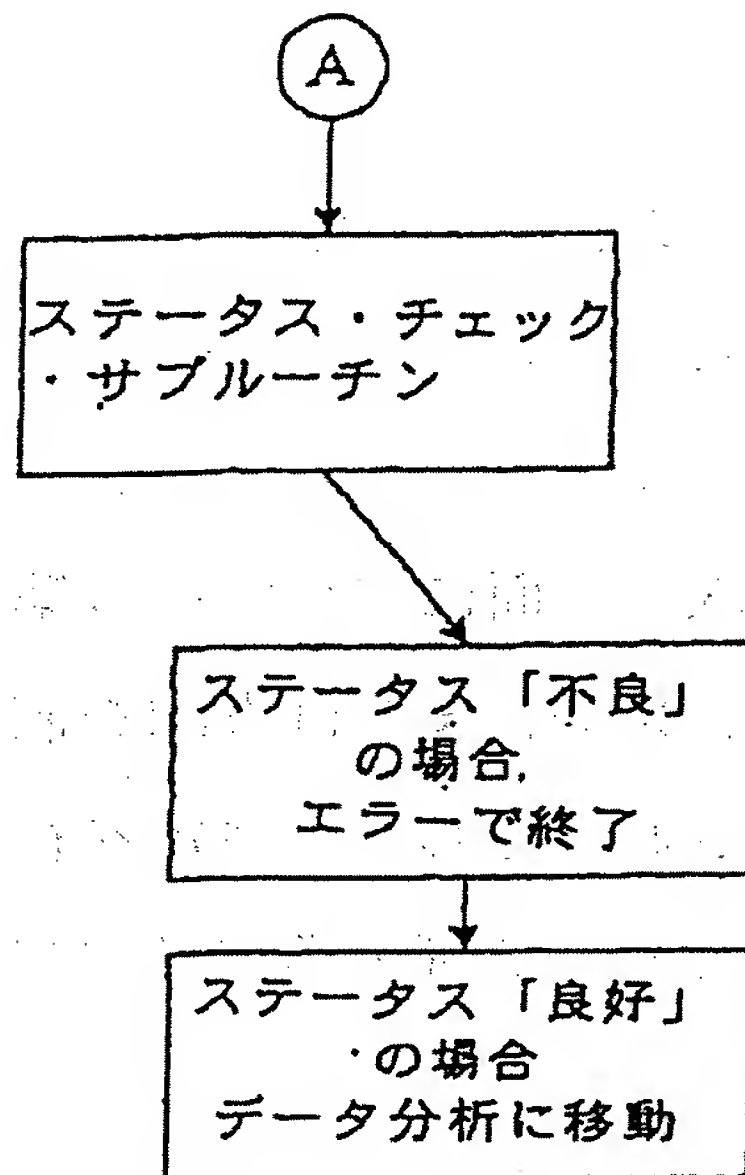 A
ステータス・チェック
・サブルーチン
ステータス「不良」
の場合,
エラーで終了
ステータス「良好」
の場合
データ分析に移動